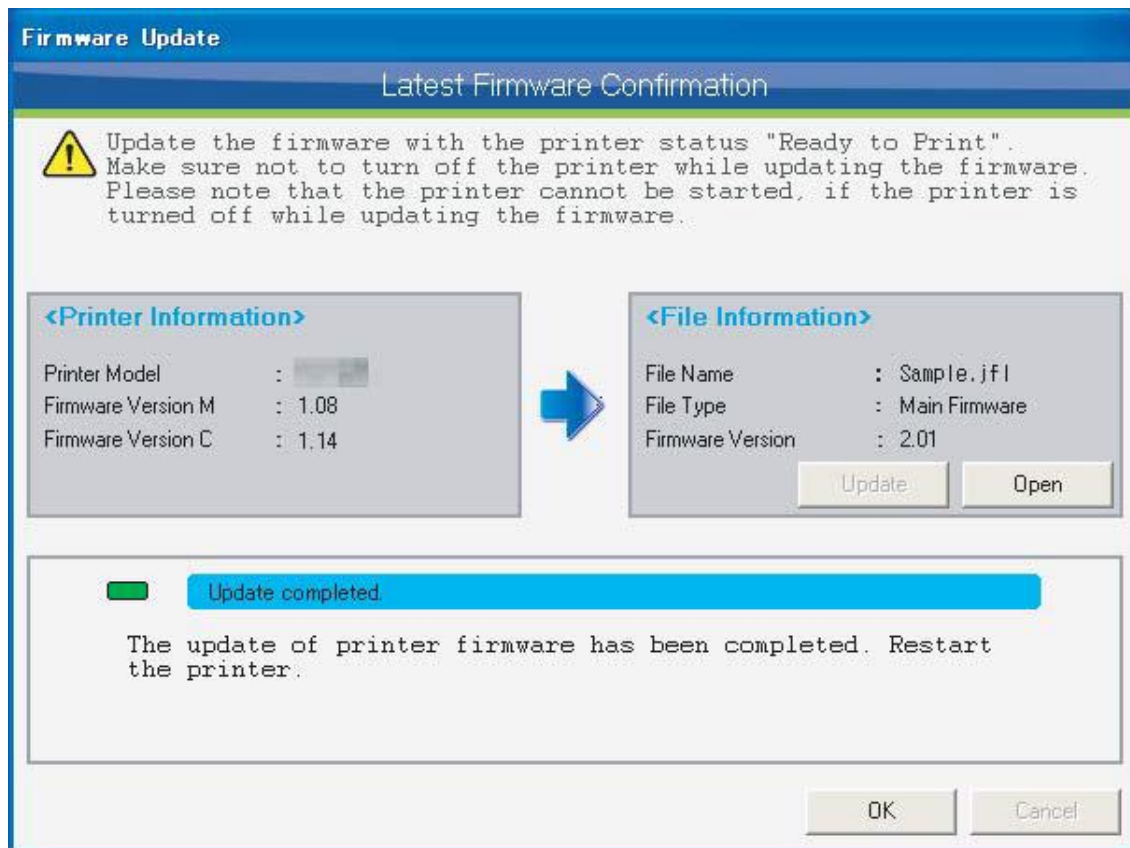 Firmware Update
Latest Firmware Confirmation
Update the firmware with the printer status "Ready to Print".
Make sure not to turn off the printer while updating the firmware.
Please note that the printer cannot be started, if the printer is
turned off while updating the firmware.
<Printer Information>
Printer Model :
Firmware Version M : 1.08
Firmware Version C : 1.14
<File Information>
File Name : Sample.jfl
File Type : Main Firmware
Firmware Version : 2.01
Update Open
Update completed.
The update of printer firmware has been completed. Restart
the printer.
OK Cancel